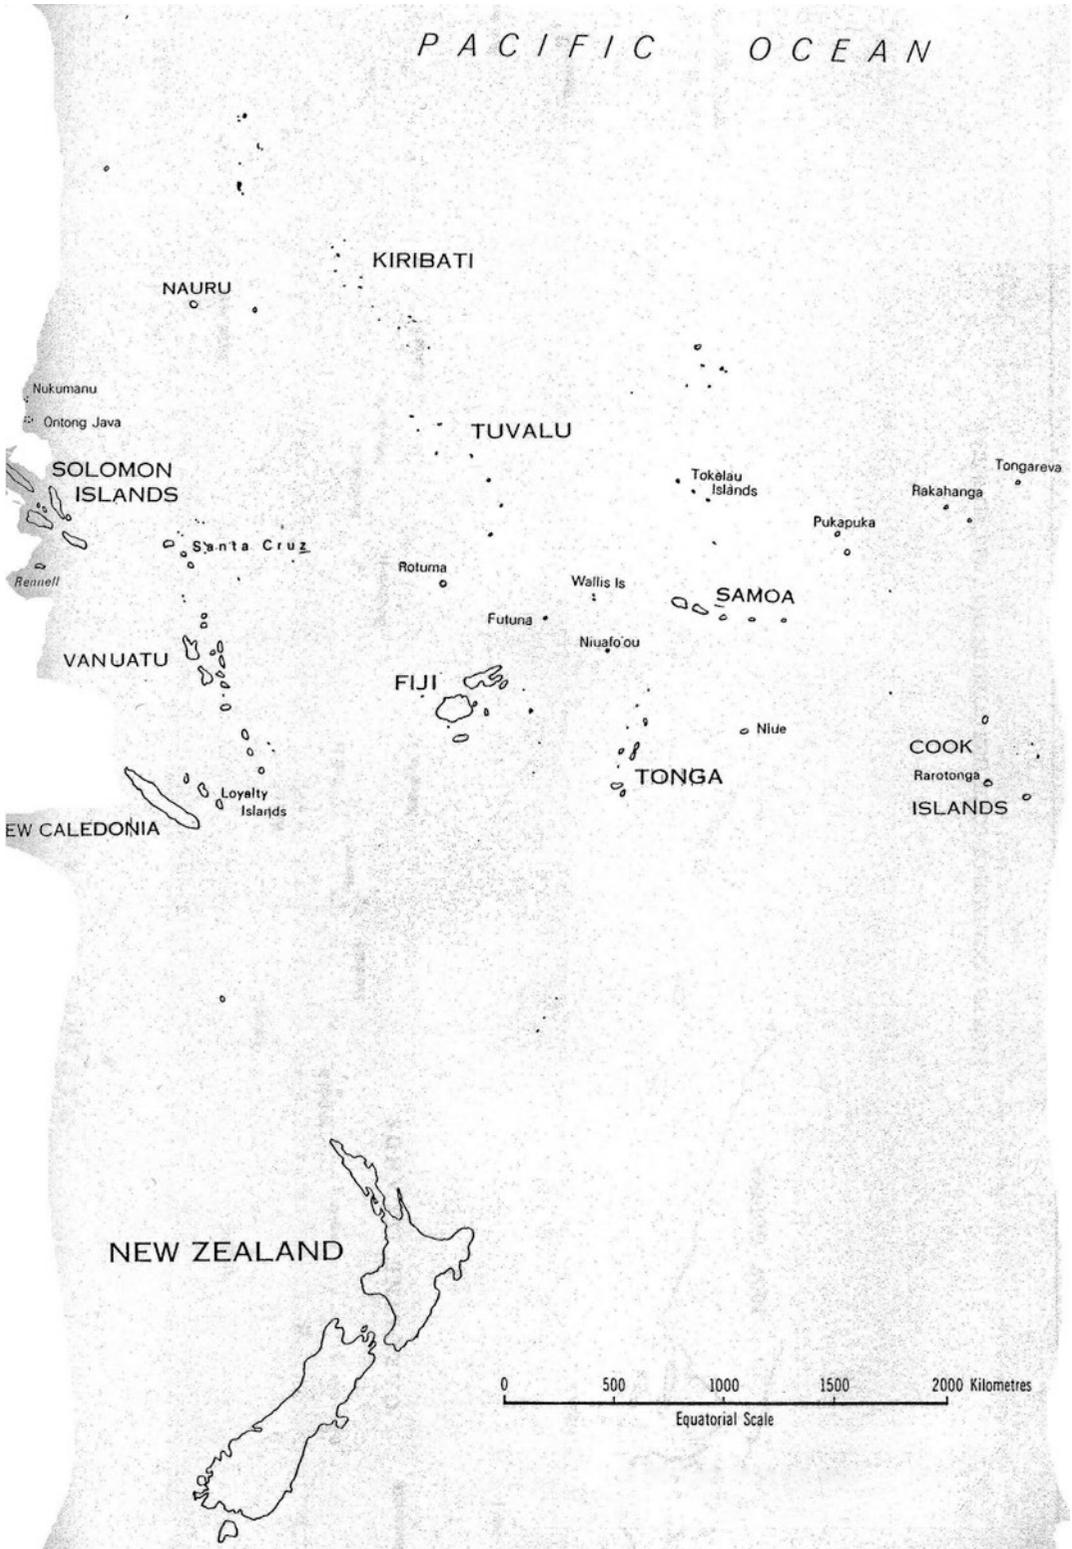 PACIFIC OCEAN
KIRIBATI
NAURU
Nukumanu
Ontong Java
TUVALU
SOLOMON
ISLANDS
Tokelau
Islands
Tongareva
Rakahanga
Pukapuka
Santa Cruz
Rennell
Rotuma
Wallis Is
SAMOA
Futuna
Niuafo'ou
VANUATU
FIJI
Niue
COOK
Rarotonga
ISLANDS
TONGA
Loyalty
Islands
EW CALEDONIA
NEW ZEALAND
0 500 1000 1500 2000 Kilometres
Equatorial Scale